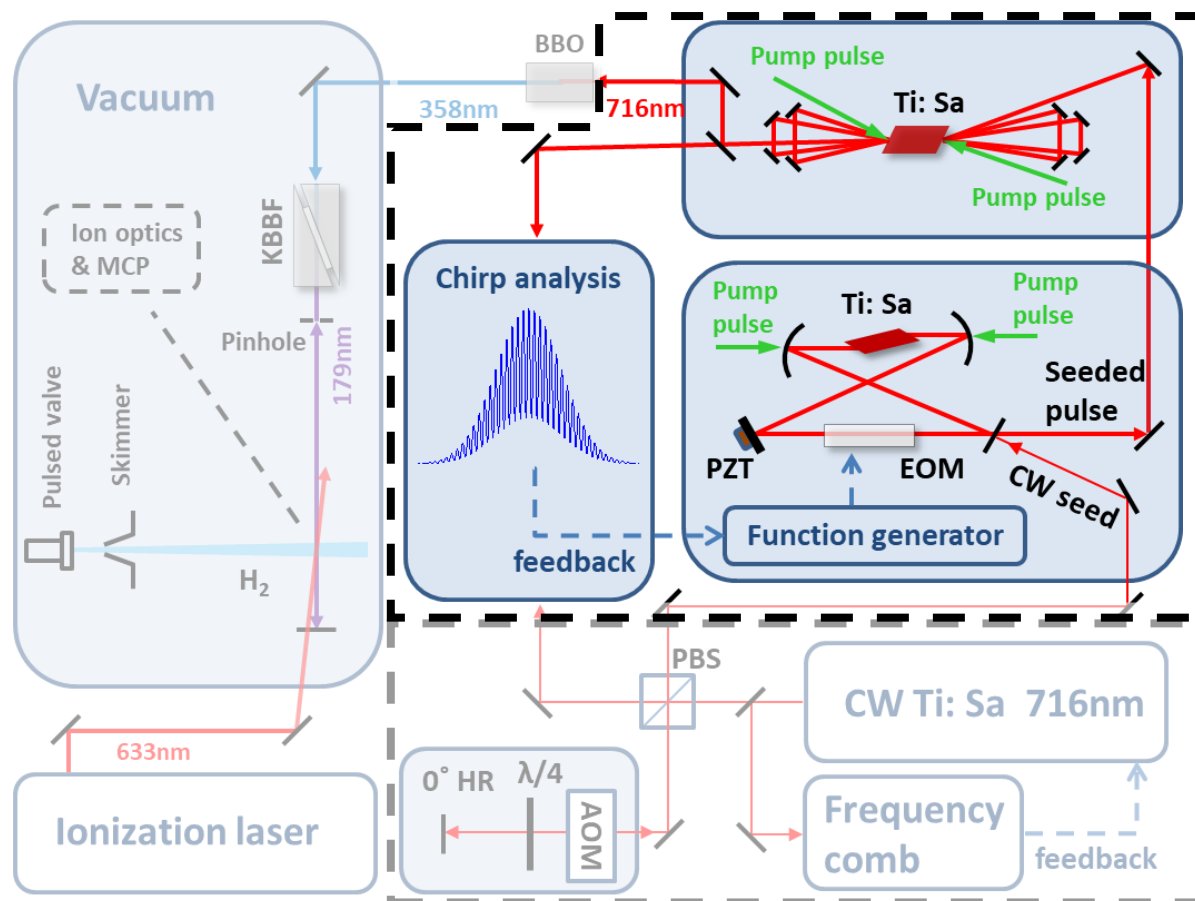 BBO
Vacuum
358nm
716nm
Pump pulse
Ti: Sa
Pump pulse
KBBF
Ion optics
& MCP
Pinhole
179nm
Pulsed valve
Skimmer
H₂
Chirp analysis
feedback
Pump
pulse
Ti: Sa
Pump
pulse
Seeded
pulse
PZT
EOM
CW seed
Function generator
633nm
Ionization laser
PBS
CW Ti: Sa 716nm
0° HR
λ/4
AOM
Frequency
comb
feedback